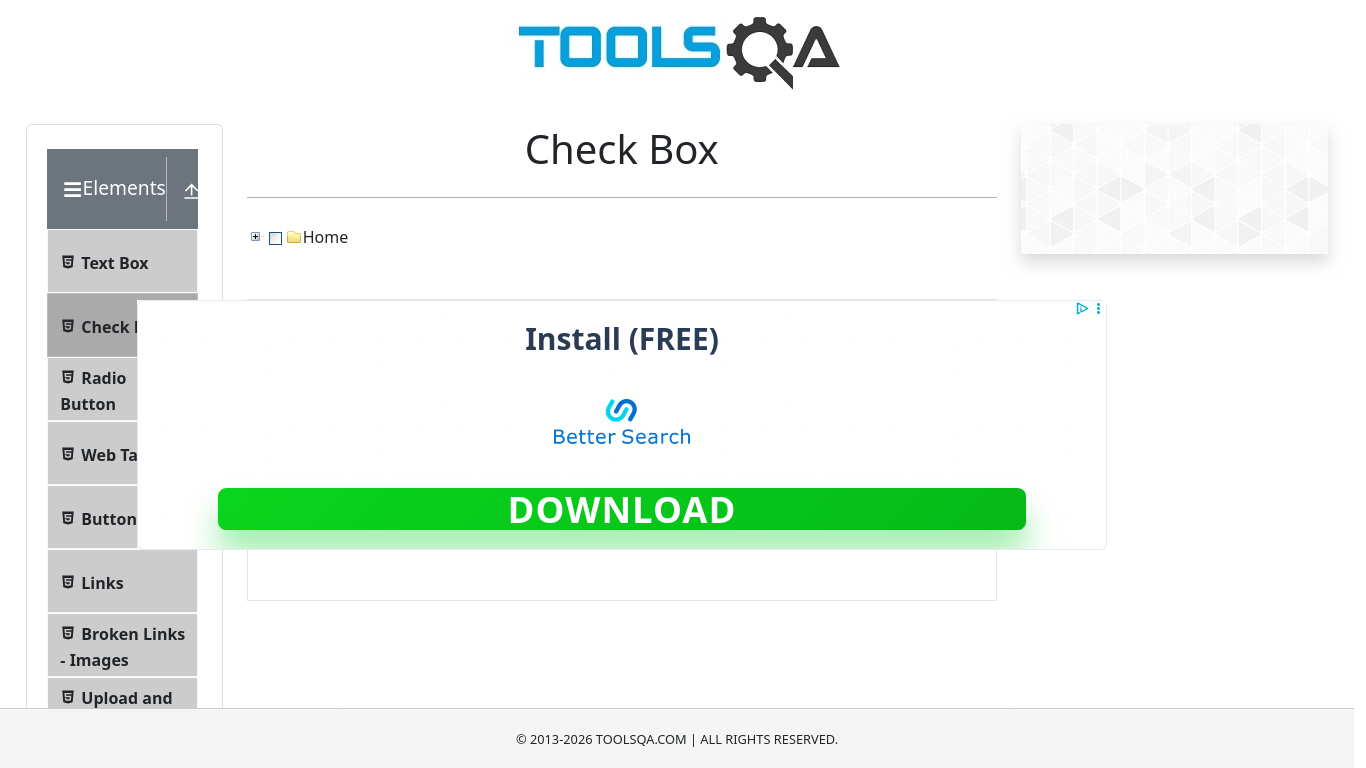 TOOLSQA
Check Box
Elements
Home
Text Box
Check
Radio
Button
Web Ta
Button
Links
Broken Links
- Images
Upload and
Install (FREE)
Better Search
DOWNLOAD
© 2013-2026 TOOLSQA.COM | ALL RIGHTS RESERVED.